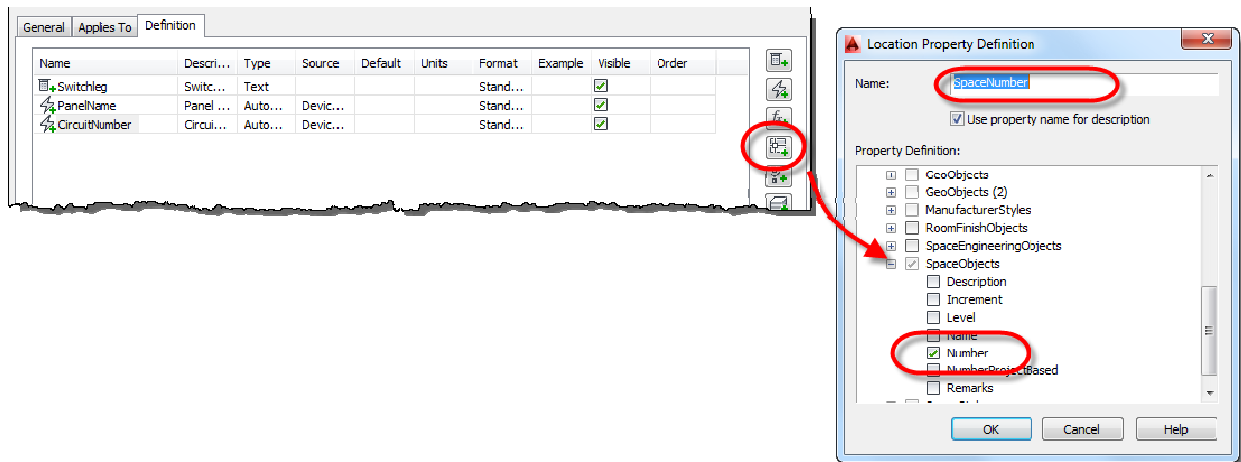 General Applies To Definition
Name Descri... Type Source Default Units Format Example Visible Order
Switchleg Switc... Text Stand...
PanelName Panel ... Auto... Devic... Stand...
CircuitNumber Circui... Auto... Devic... Stand...
Location Property Definition
Name: SpaceNumber
Use property name for description
Property Definition:
GeoObjects
GeoObjects (2)
ManufacturerStyles
RoomFinishObjects
SpaceEngineeringObjects
SpaceObjects
Description
Increment
Level
Name
Number
NumberProjectBased
Remarks
OK Cancel Help